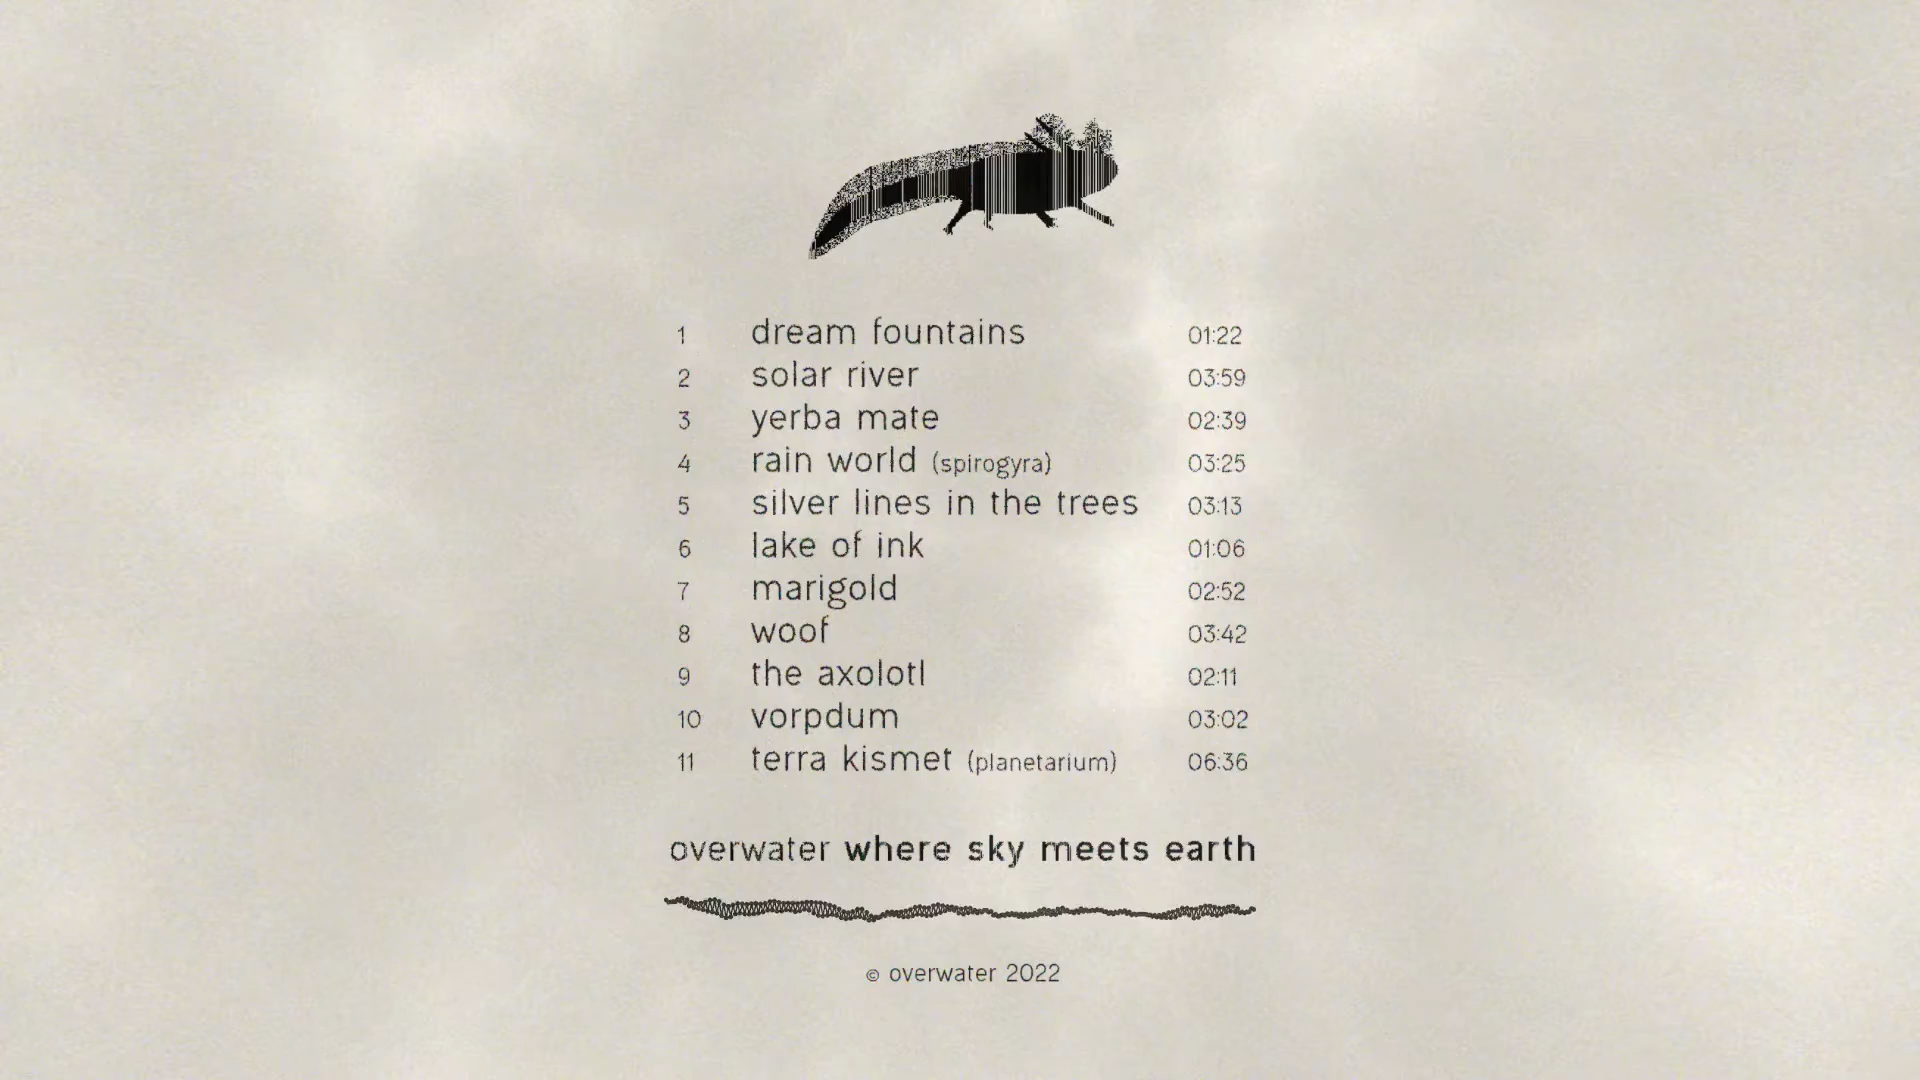 1 dream fountains 01:22
2 solar river 03:59
3 yerba mate 02:39
4 rain world (spirogyra) 03:25
5 silver lines in the trees 03:13
6 lake of ink 01:06
7 marigold 02:52
8 woof 03:42
9 the axolotl 02:11
10 vorpdum 03:02
11 terra kismet (planetarium) 06:36
overwater where sky meets earth
© overwater 2022